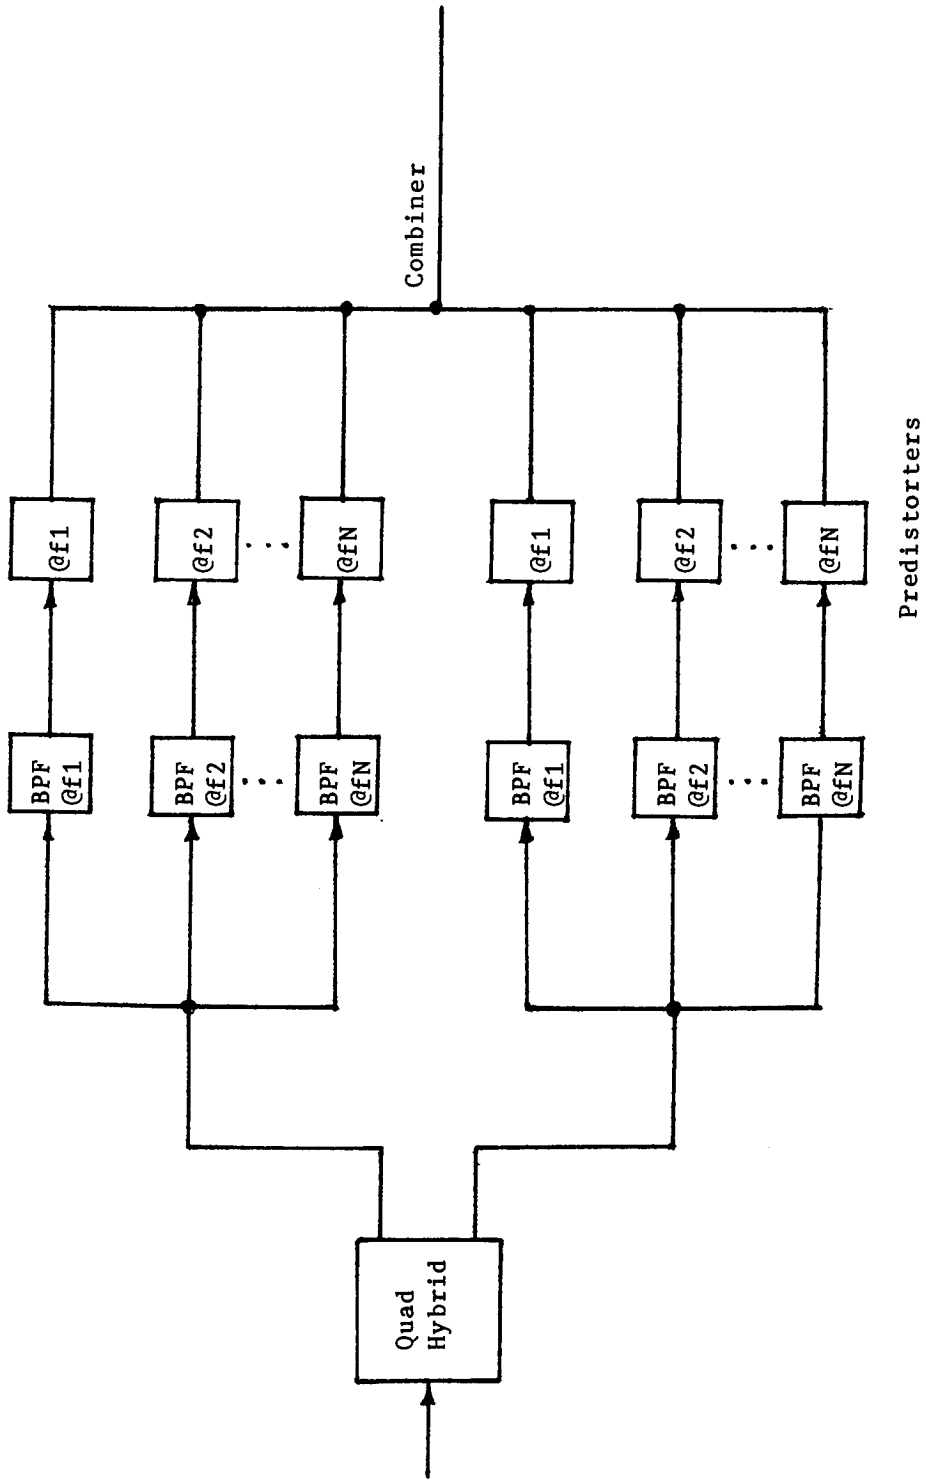 Combiner
@f1
@f2
...
@fN
@f1
@f2
...
@fN
Predistorters
BPF
@f1
BPF
@f2
...
BPF
@fN
BPF
@f1
BPF
@f2
...
BPF
@fN
Quad
Hybrid